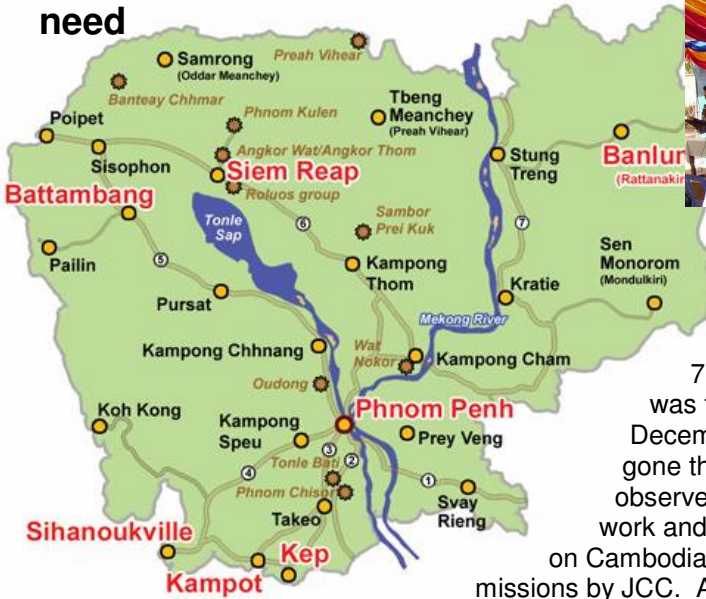 need
Samrong
(Oddar Meanchey)
Preah Vihear
Banteay Chhmar
Poipet
Phnom Kulen
Tbeng
Meanchey
(Preah Vihear)
Sisophon
Angkor Wat/Angkor Thom
Siem Reap
Roluos group
Stung
Treng
Battambang
Tonle
Sap
6
Sambor
Prei Kuk
7
Pailin
5
Kampong
Thom
Sen
Monorom
(Mondulkiri)
Pursat
Kratie
Mekong River
Kampong Chhnang
Wat
Nokor
Kampong Cham
Oudong
Koh Kong
Kampong
Speu
Phnom Penh
Prey Veng
3
2
4
Tonle Bati
1
Phnom Chisor
Takeo
Svay
Rieng
Sihanoukville
Kep
Kampot
7
was
gone
observe
work and
on Cambodia
missions by JCC. A